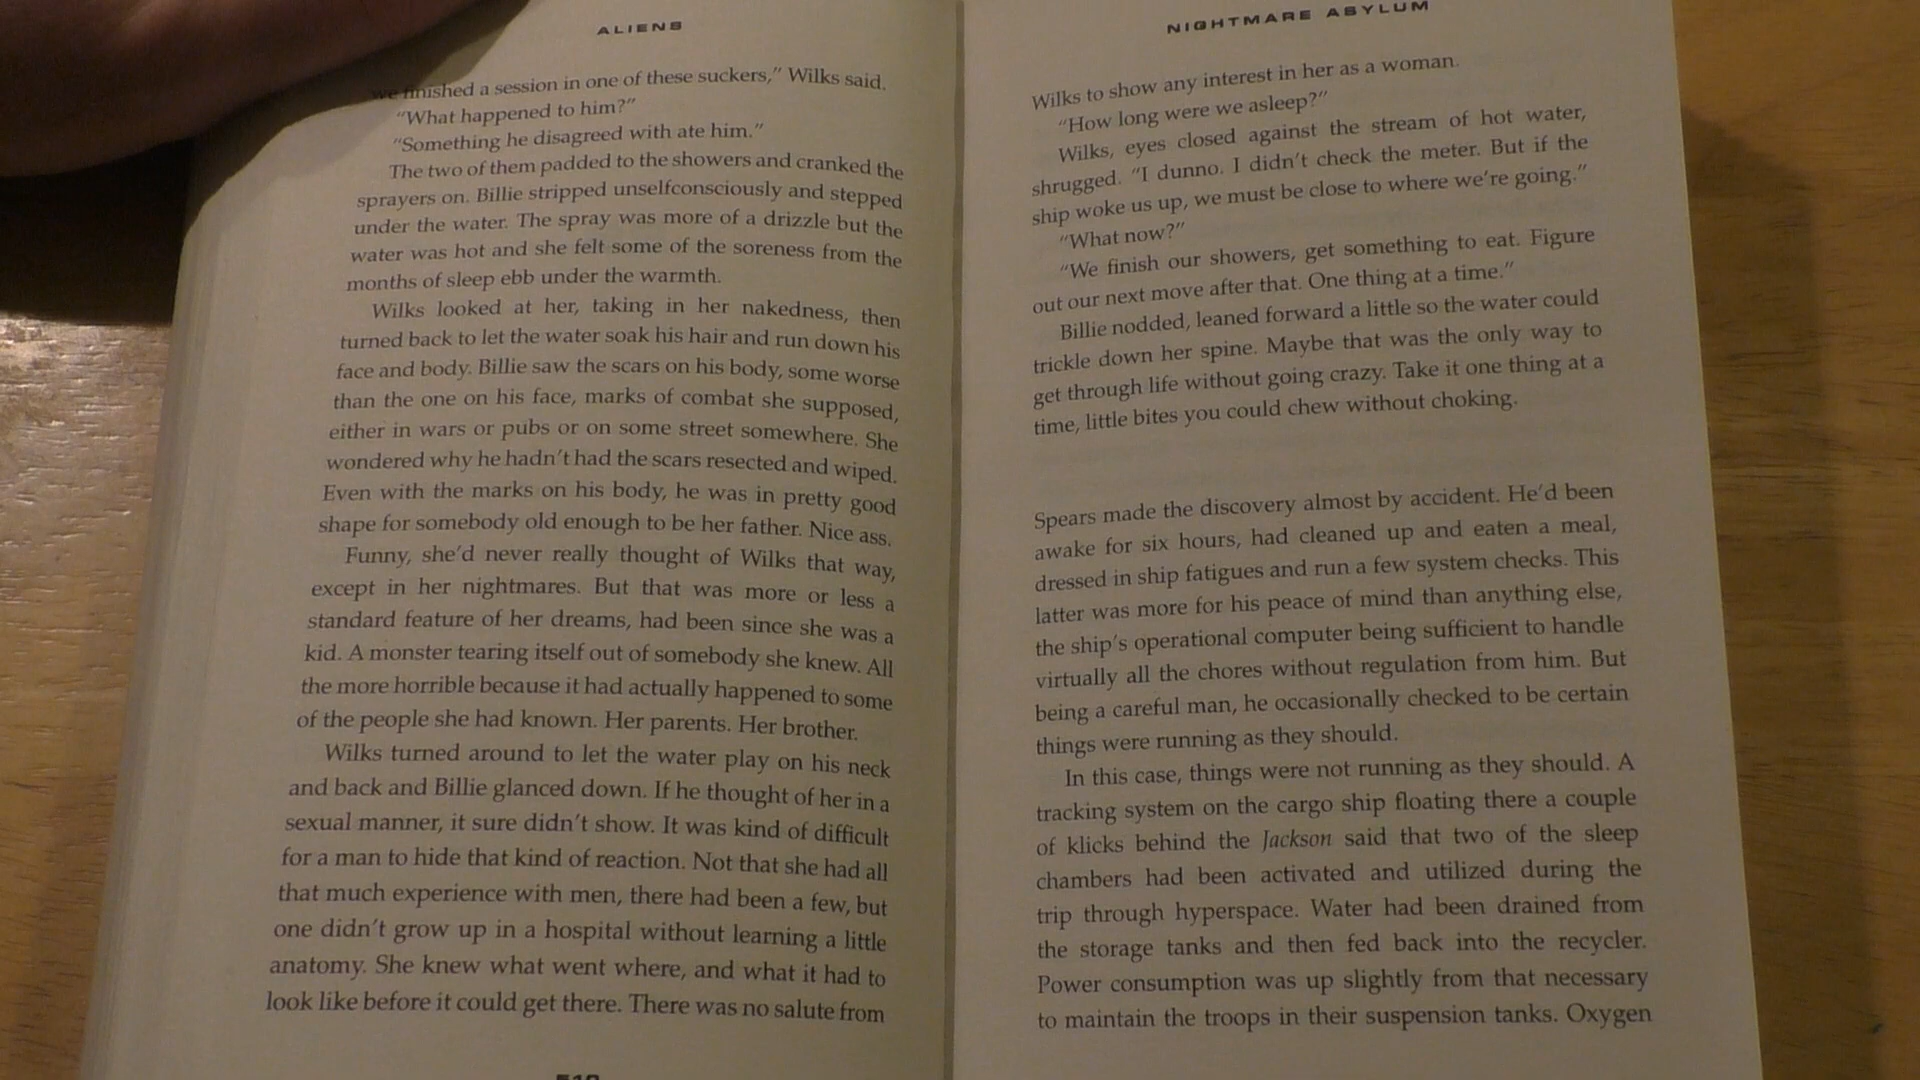 ALIENS
we finished a session in one of these suckers,” Wilks said.
“What happened to him?”
“Something he disagreed with ate him.”
The two of them padded to the showers and cranked the
sprayers on. Billie stripped unselfconsciously and stepped
under the water. The spray was more of a drizzle but the
water was hot and she felt some of the soreness from the
months of sleep ebb under the warmth.
Wilks looked at her, taking in her nakedness, then
turned back to let the water soak his hair and run down his
face and body. Billie saw the scars on his body, some worse
than the one on his face, marks of combat she supposed,
either in wars or pubs or on some street somewhere. She
wondered why he hadn’t had the scars resected and wiped.
Even with the marks on his body, he was in pretty good
shape for somebody old enough to be her father. Nice ass.
Funny, she’d never really thought of Wilks that way,
except in her nightmares. But that was more or less a
standard feature of her dreams, had been since she was a
kid. A monster tearing itself out of somebody she knew. All
the more horrible because it had actually happened to some
of the people she had known. Her parents. Her brother.
Wilks turned around to let the water play on his neck
and back and Billie glanced down. If he thought of her in a
sexual manner, it sure didn’t show. It was kind of difficult
for a man to hide that kind of reaction. Not that she had all
that much experience with men, there had been a few, but
one didn’t grow up in a hospital without learning a little
anatomy. She knew what went where, and what it had to
look like before it could get there. There was no salute from
NIGHTMARE ASYLUM
Wilks to show any interest in her as a woman.
“How long were we asleep?”
Wilks, eyes closed against the stream of hot water,
shrugged. “I dunno. I didn’t check the meter. But if the
ship woke us up, we must be close to where we’re going.”
“What now?”
“We finish our showers, get something to eat. Figure
out our next move after that. One thing at a time.”
Billie nodded, leaned forward a little so the water could
trickle down her spine. Maybe that was the only way to
get through life without going crazy. Take it one thing at a
time, little bites you could chew without choking.
Spears made the discovery almost by accident. He’d been
awake for six hours, had cleaned up and eaten a meal,
dressed in ship fatigues and run a few system checks. This
latter was more for his peace of mind than anything else,
the ship’s operational computer being sufficient to handle
virtually all the chores without regulation from him. But
being a careful man, he occasionally checked to be certain
things were running as they should.
In this case, things were not running as they should. A
tracking system on the cargo ship floating there a couple
of klicks behind the Jackson said that two of the sleep
chambers had been activated and utilized during the
trip through hyperspace. Water had been drained from
the storage tanks and then fed back into the recycler.
Power consumption was up slightly from that necessary
to maintain the troops in their suspension tanks. Oxygen